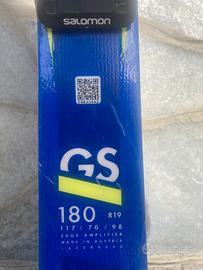 salomon
GS
180 R19
117 / 70 / 98
EDGE AMPLIFIER
MADE IN AUSTRIA